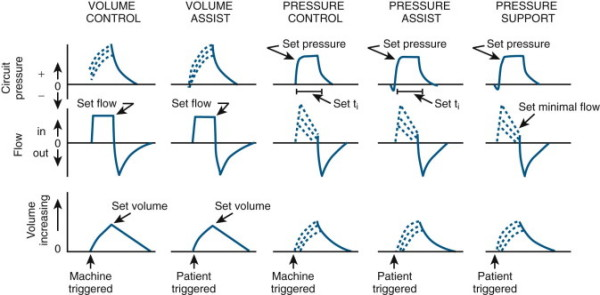 VOLUME CONTROL
VOLUME ASSIST
PRESSURE CONTROL
PRESSURE ASSIST
PRESSURE SUPPORT
Circuit pressure
+
0
–
Set pressure
Set pressure
Set pressure
Set tᵢ
Set tᵢ
Flow
in
out
0
Set flow
Set flow
Set minimal flow
Volume increasing
0
Set volume
Set volume
Machine triggered
Patient triggered
Machine triggered
Patient triggered
Patient triggered